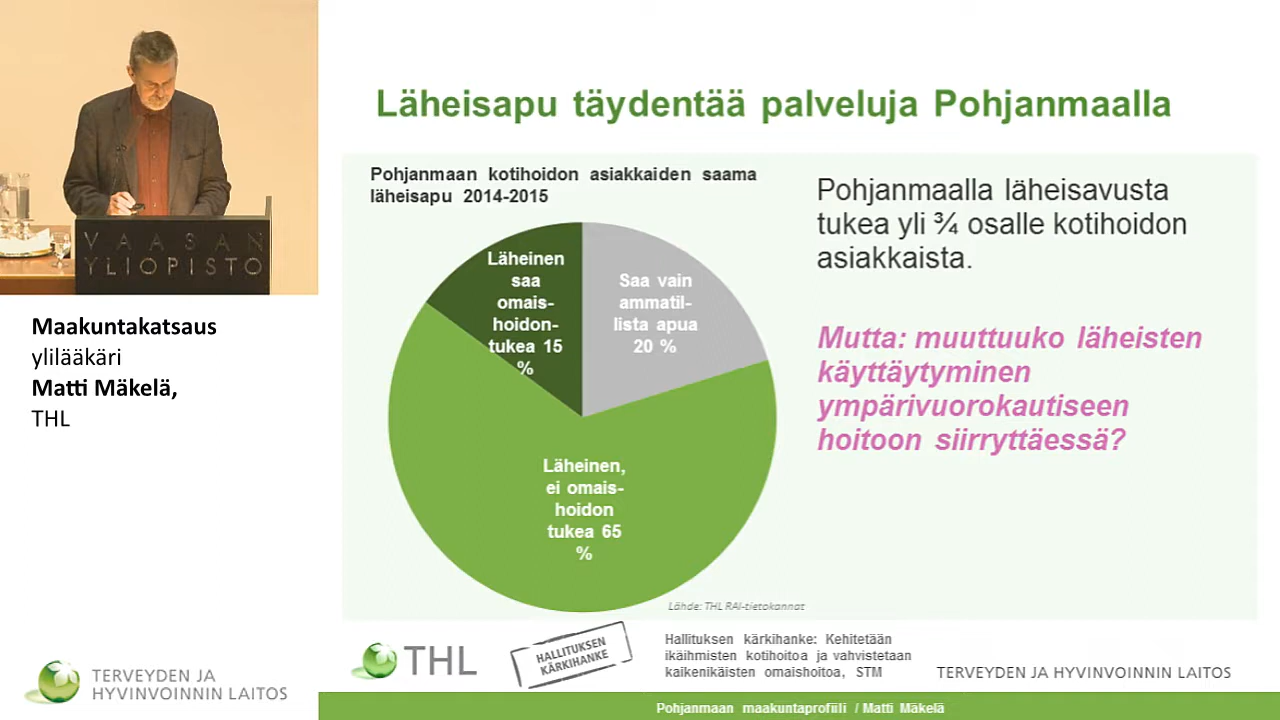 Läheisapu täydentää palveluja Pohjanmaalla
Pohjanmaan kotihoidon asiakkaiden saama
läheisapu 2014-2015
Läheinen
saa
omais-
hoidon-
tukea 15
%
Saa vain
ammatil-
lista apua
20 %
Läheinen,
ei omais-
hoidon
tukea 65
%
Lähde: THL RAI-tietokannat
Pohjanmaalla läheisavusta
tukea yli ¾ osalle kotihoidon
asiakkaista.
Mutta: muuttuuko läheisten
käyttäytyminen
ympärivuorokautiseen
hoitoon siirryttäessä?
VAASAN
YLIOPISTO
Maakuntakatsaus
ylilääkäri
Matti Mäkelä,
THL
TERVEYDEN JA
HYVINVOINNIN LAITOS
THL
HALLITUKSEN
KÄRKIHANKE
Hallituksen kärkihanke: Kehitetään
ikäihmisten kotihoitoa ja vahvistetaan
kaikenikäisten omaishoitoa, STM
TERVEYDEN JA HYVINVOINNIN LAITOS
Pohjanmaan maakuntaprofiili / Matti Mäkelä